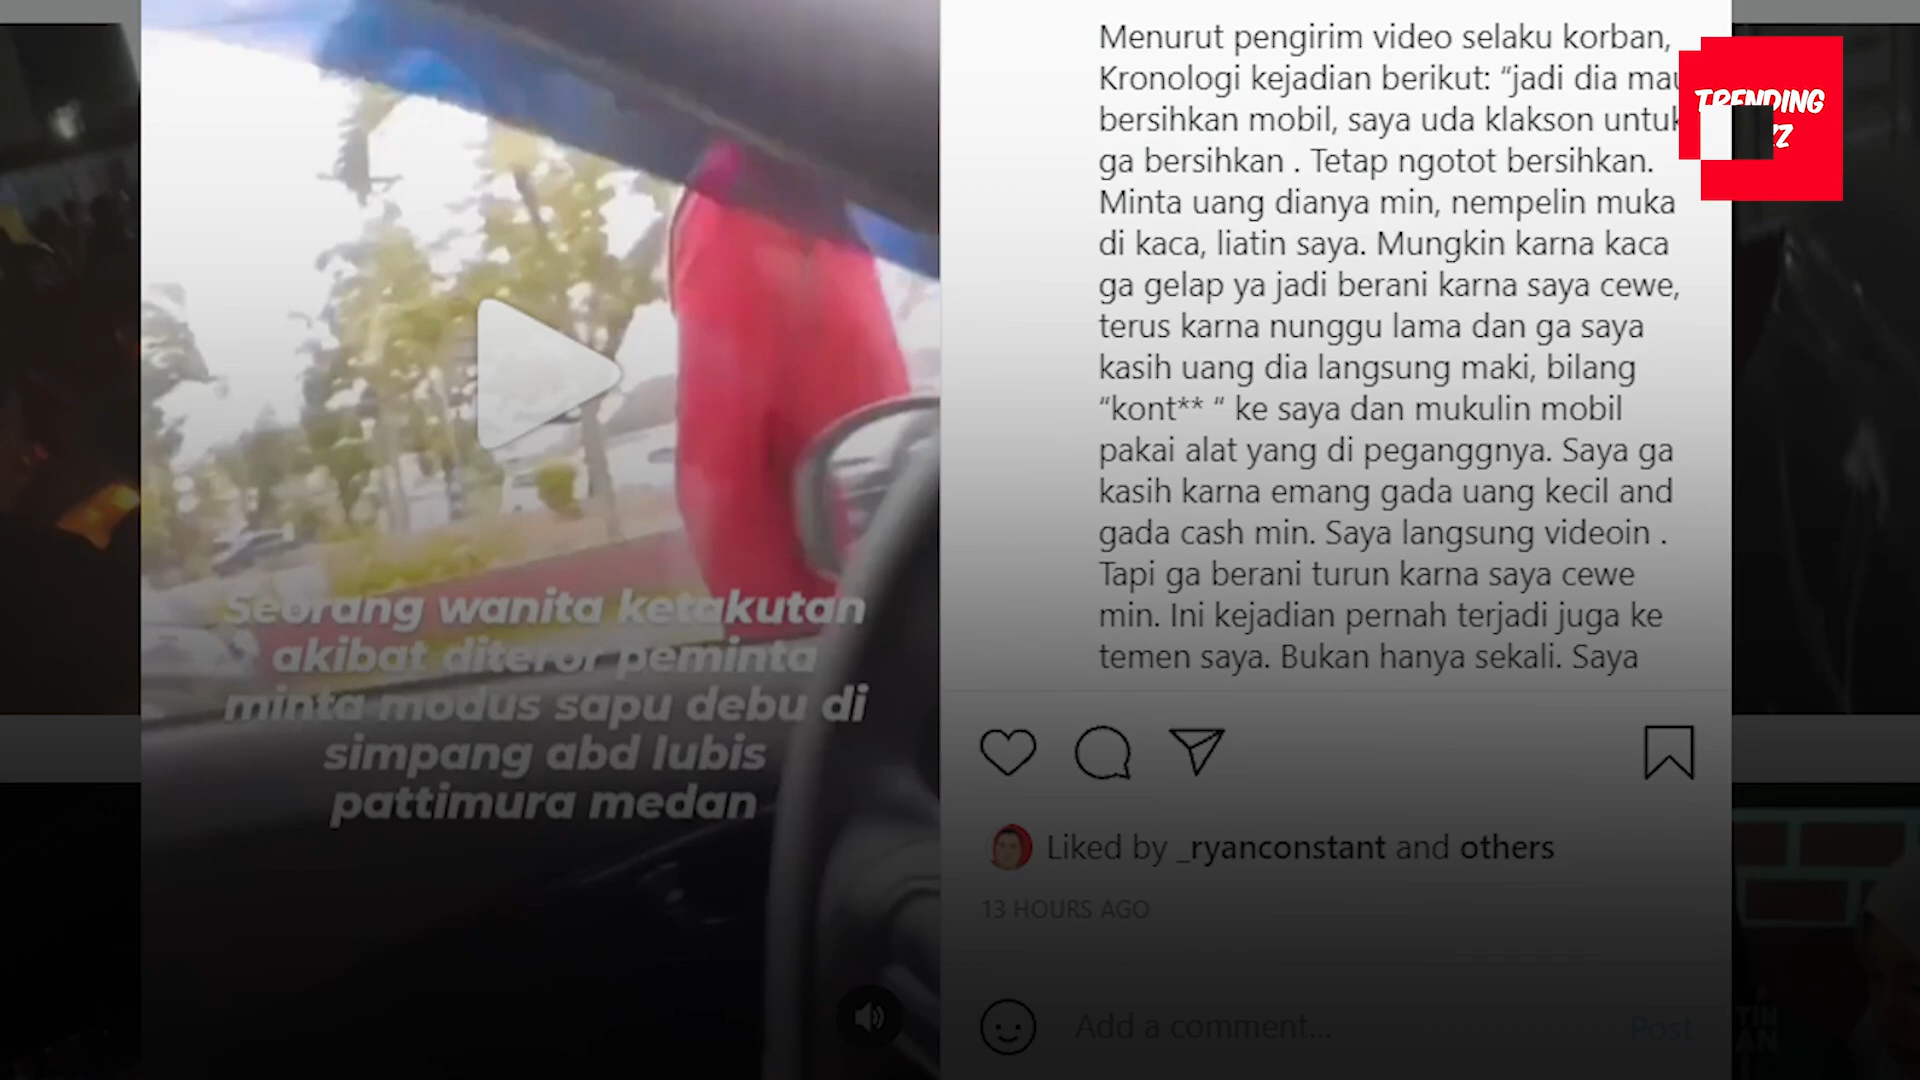 Seorang wanita ketakutan
akibat diteror peminta
minta modus sapu debu di
simpang abd lubis
pattimura medan
Menurut pengirim video selaku korban,
Kronologi kejadian berikut: “jadi dia mau
bersihkan mobil, saya uda klakson untuk
ga bersihkan . Tetap ngotot bersihkan.
Minta uang dianya min, nempelin muka
di kaca, liatin saya. Mungkin karna kaca
ga gelap ya jadi berani karna saya cewe,
terus karna nunggu lama dan ga saya
kasih uang dia langsung maki, bilang
“kont** “ ke saya dan mukulin mobil
pakai alat yang di peganggnya. Saya ga
kasih karna emang gada uang kecil and
gada cash min. Saya langsung videoin .
Tapi ga berani turun karna saya cewe
min. Ini kejadian pernah terjadi juga ke
temen saya. Bukan hanya sekali. Saya
Liked by _ryanconstant and others
13 HOURS AGO
Add a comment...
Post
TRENDING